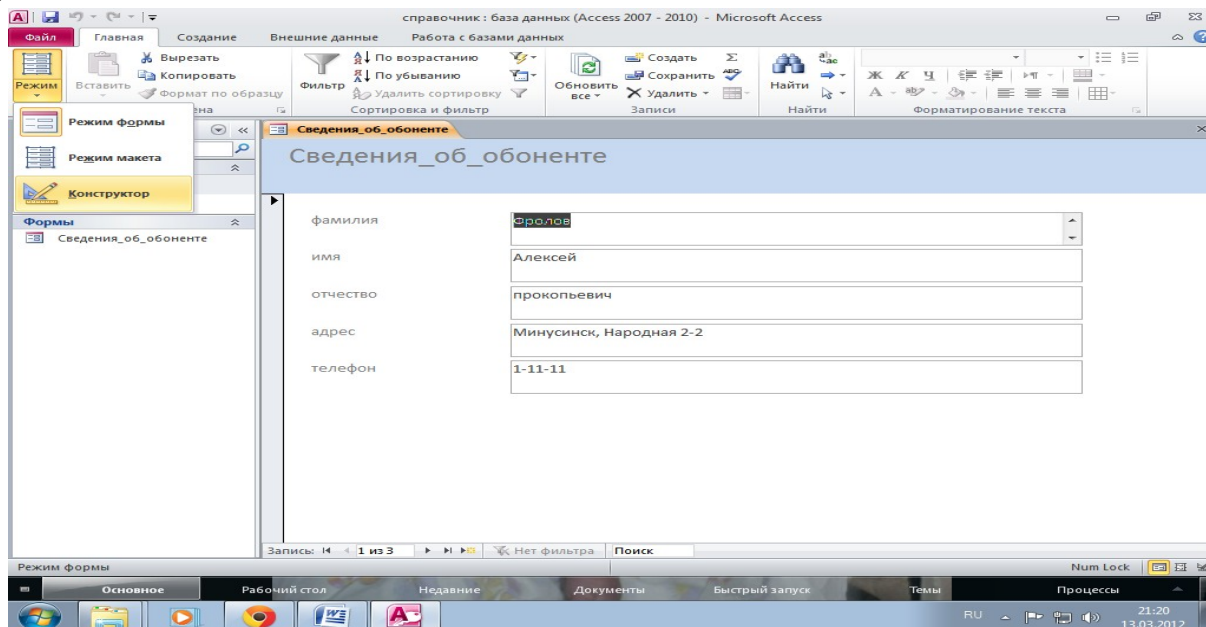 справочник : база данных (Access 2007 - 2010) - Microsoft Access
Файл Главная Создание Внешние данные Работа с базами данных
Режим
Вставить
Вырезать
Копировать
Формат по образцу
Фильтр
По возрастанию
По убыванию
Удалить сортировку
Сортировка и фильтр
Обновить все
Создать
Сохранить
Удалить
Записи
Найти
Найти
Ж К Ч
А
Форматирование текста
Режим формы
Режим макета
Конструктор
Формы
Сведения_об_обоненте
Сведения_об_обоненте
Сведения_об_обоненте
фамилия Фролов
имя Алексей
отчество прокопьевич
адрес Минусинск, Народная 2-2
телефон 1-11-11
Запись: 1 из 3 Нет фильтра Поиск
Режим формы Num Lock
Основное Рабочий стол Недавние Документы Быстрый запуск Темы Процессы
RU 21:20
13.03.2012